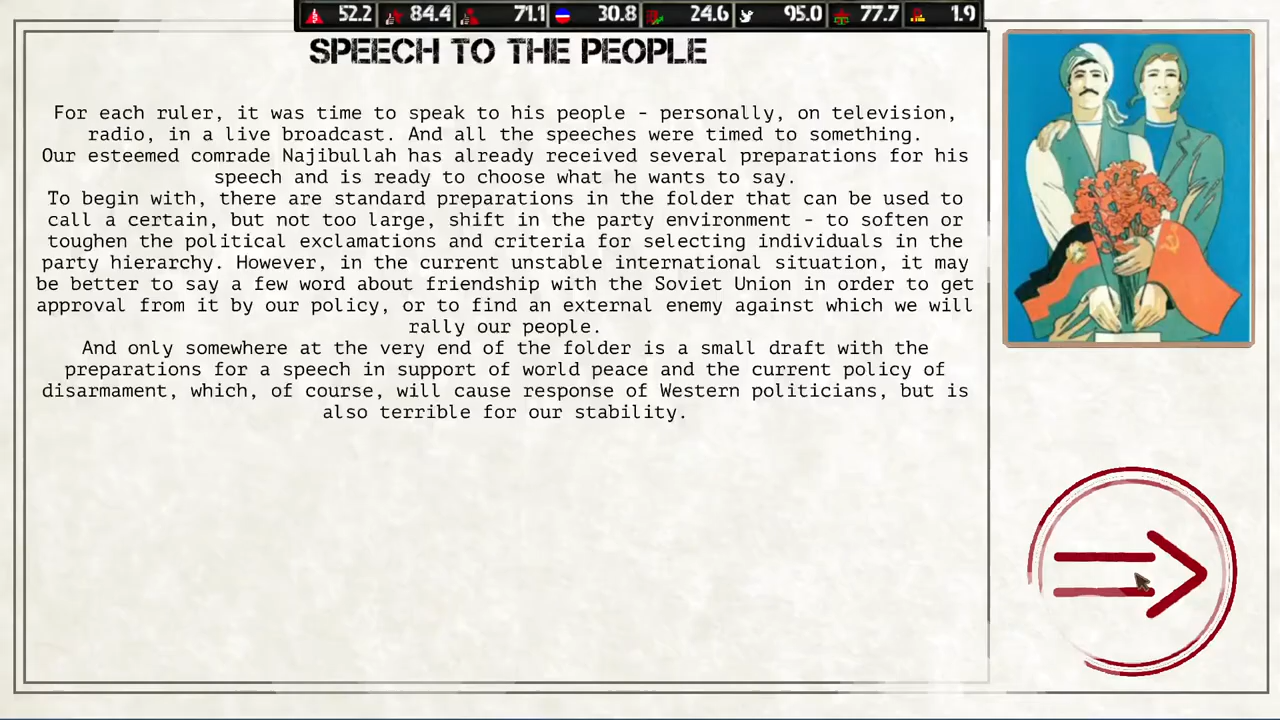 52.2 84.4 71.1 30.8 24.6 95.0 77.7 1.9
SPEECH TO THE PEOPLE
For each ruler, it was time to speak to his people - personally, on television,
radio, in a live broadcast. And all the speeches were timed to something.
Our esteemed comrade Najibullah has already received several preparations for his
speech and is ready to choose what he wants to say.
To begin with, there are standard preparations in the folder that can be used to
call a certain, but not too large, shift in the party environment - to soften or
toughen the political exclamations and criteria for selecting individuals in the
party hierarchy. However, in the current unstable international situation, it may
be better to say a few word about friendship with the Soviet Union in order to get
approval from it by our policy, or to find an external enemy against which we will
rally our people.
And only somewhere at the very end of the folder is a small draft with the
preparations for a speech in support of world peace and the current policy of
disarmament, which, of course, will cause response of Western politicians, but is
also terrible for our stability.